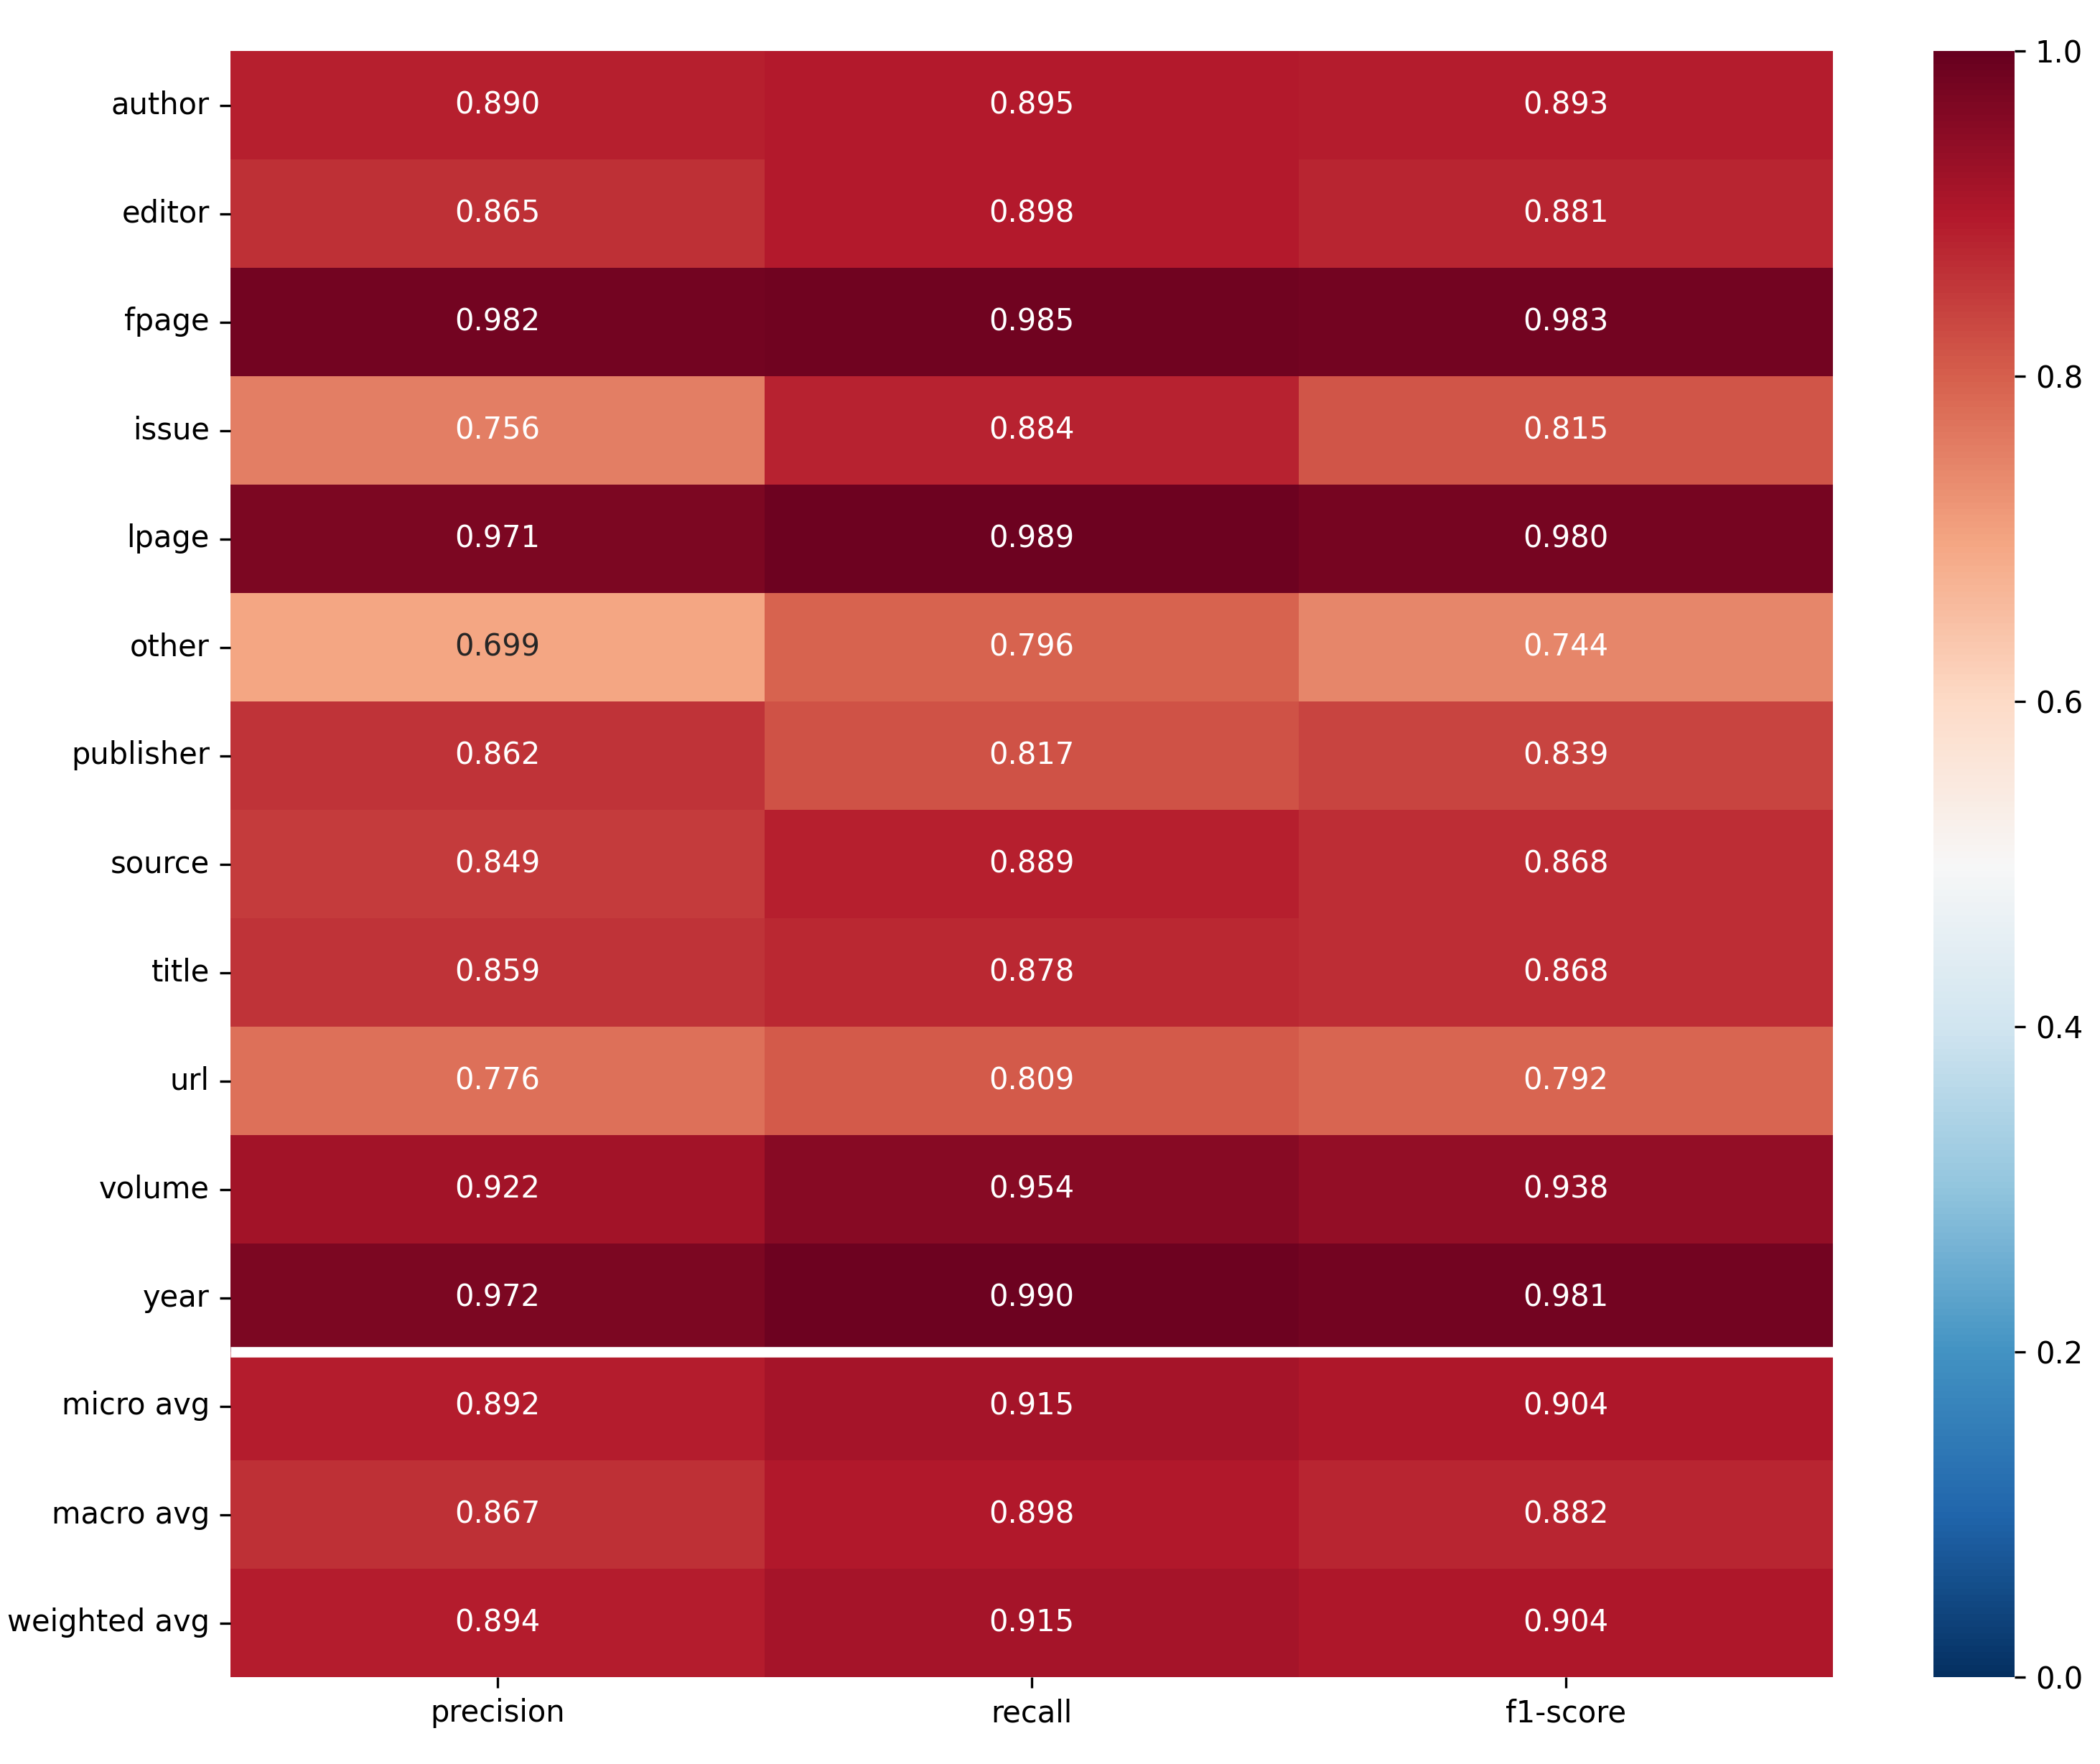 author 0.890 0.895 0.893
editor 0.865 0.898 0.881
fpage 0.982 0.985 0.983
issue 0.756 0.884 0.815
lpage 0.971 0.989 0.980
other 0.699 0.796 0.744
publisher 0.862 0.817 0.839
source 0.849 0.889 0.868
title 0.859 0.878 0.868
url 0.776 0.809 0.792
volume 0.922 0.954 0.938
year 0.972 0.990 0.981
micro avg 0.892 0.915 0.904
macro avg 0.867 0.898 0.882
weighted avg 0.894 0.915 0.904
precision recall f1-score
1.0
0.8
0.6
0.4
0.2
0.0